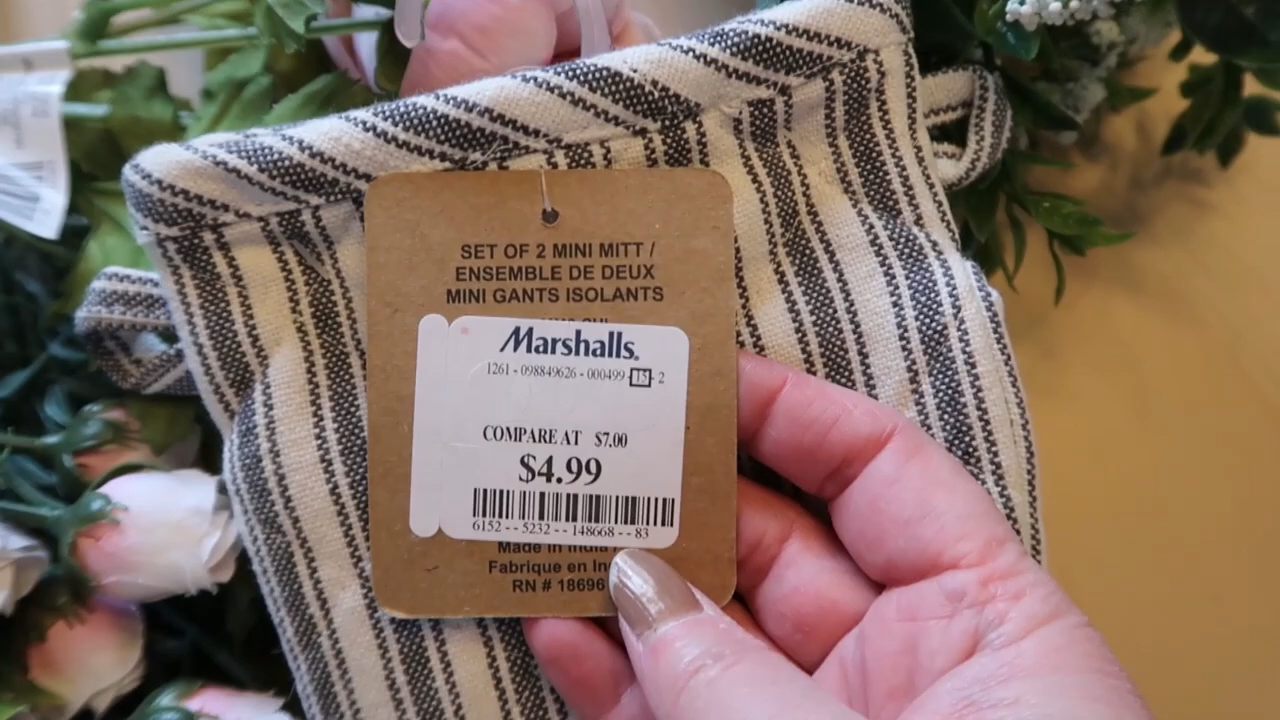 SET OF 2 MINI MITT /
ENSEMBLE DE DEUX
MINI GANTS ISOLANTS
Marshalls.
1261 - 098849626 - 000499 - 15 - 2
COMPARE AT $7.00
$4.99
6152 - - 5232 - - 148668 - - 83
Made in India /
Fabrique en
RN # 18696